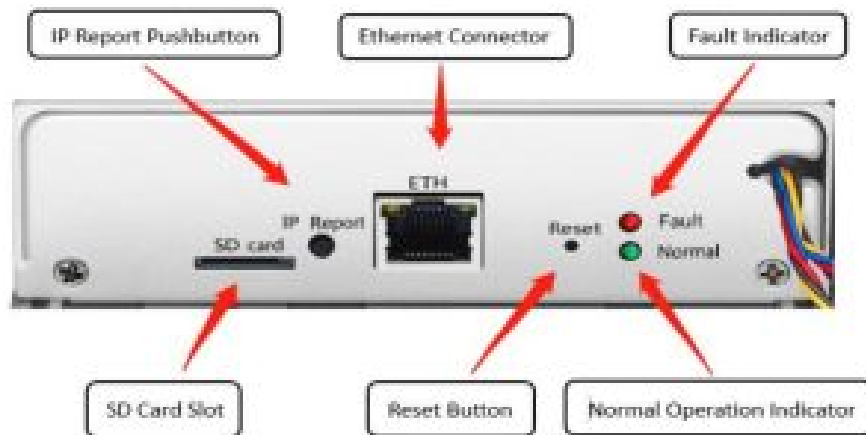 IP Report Pushbutton
Ethernet Connector
Fault Indicator
ETH
IP Report
SD card
Reset
Fault
Normal
SD Card Slot
Reset Button
Normal Operation Indicator